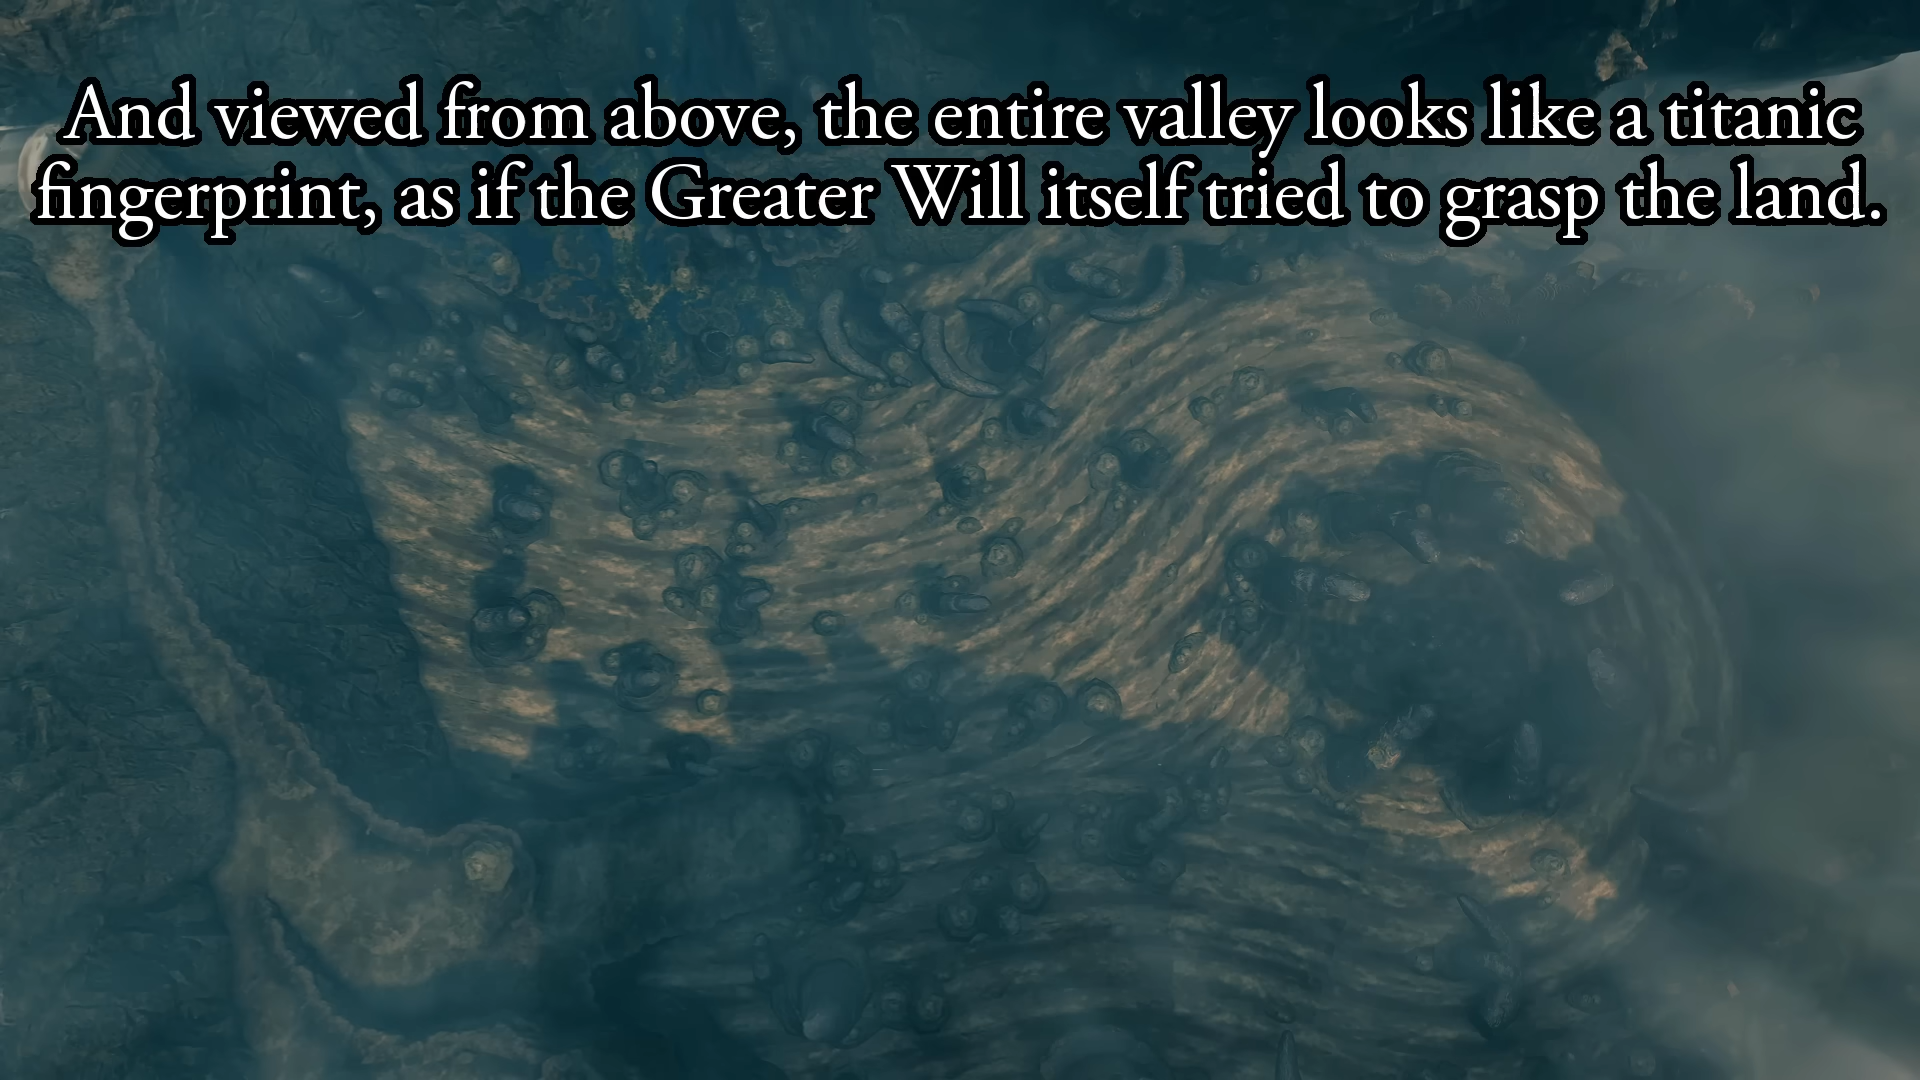 And viewed from above, the entire valley looks like a titanic
fingerprint, as if the Greater Will itself tried to grasp the land.